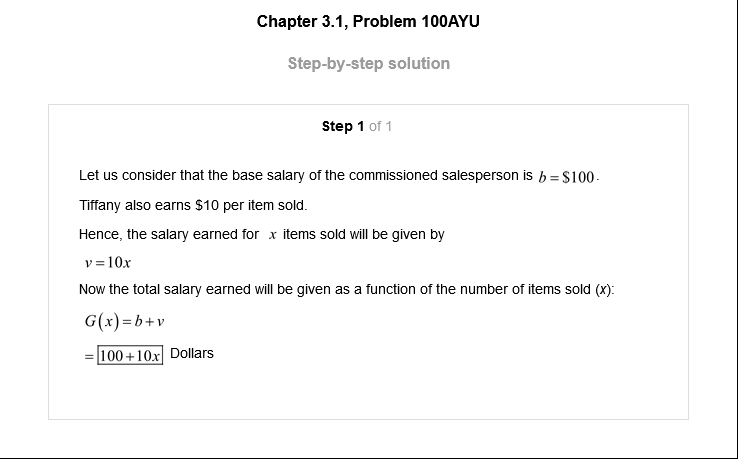 Chapter 3.1, Problem 100AYU
Step-by-step solution
Step 1 of 1
Let us consider that the base salary of the commissioned salesperson is b = $100.
Tiffany also earns $10 per item sold.
Hence, the salary earned for x items sold will be given by
v = 10x
Now the total salary earned will be given as a function of the number of items sold (x):
G(x) = b + v
= 100 + 10x Dollars